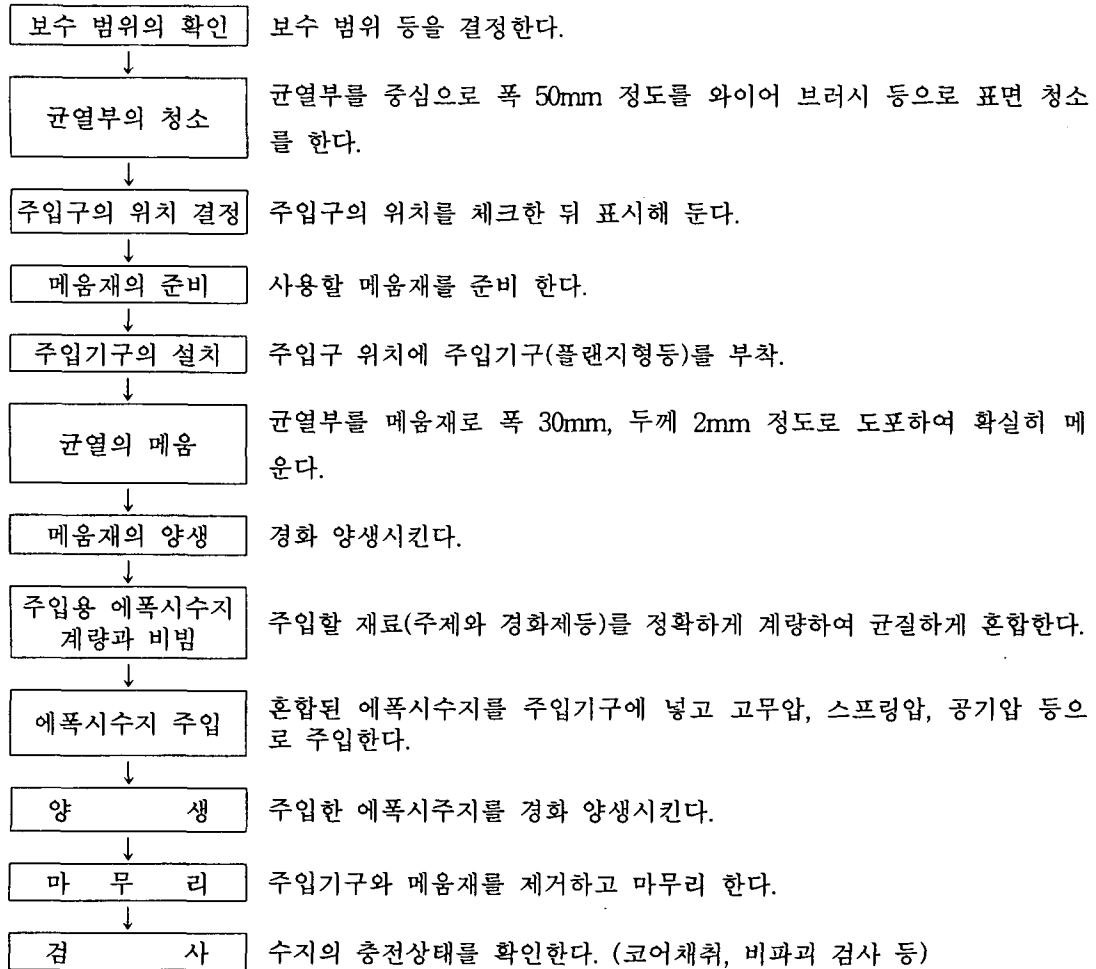 보수 범위의 확인 보수 범위 등을 결정한다.
↓
균열부의 청소 균열부를 중심으로 폭 50mm 정도를 와이어 브러시 등으로 표면 청소
를 한다.
↓
주입구의 위치 결정 주입구의 위치를 체크한 뒤 표시해 둔다.
↓
메움재의 준비 사용할 메움재를 준비 한다.
↓
주입기구의 설치 주입구 위치에 주입기구(플랜지형등)를 부착.
↓
균열의 메움 균열부를 메움재로 폭 30mm, 두께 2mm 정도로 도포하여 확실히 메
운다.
↓
메움재의 양생 경화 양생시킨다.
↓
주입용 에폭시수지
계량과 비빔 주입할 재료(주제와 경화제등)를 정확하게 계량하여 균질하게 혼합한다.
↓
에폭시수지 주입 혼합된 에폭시수지를 주입기구에 넣고 고무압, 스프링압, 공기압 등으
로 주입한다.
↓
양 생 주입한 에폭시주지를 경화 양생시킨다.
↓
마 무 리 주입기구와 메움재를 제거하고 마무리 한다.
↓
검 사 수지의 충전상태를 확인한다. (코어채취, 비파괴 검사 등)